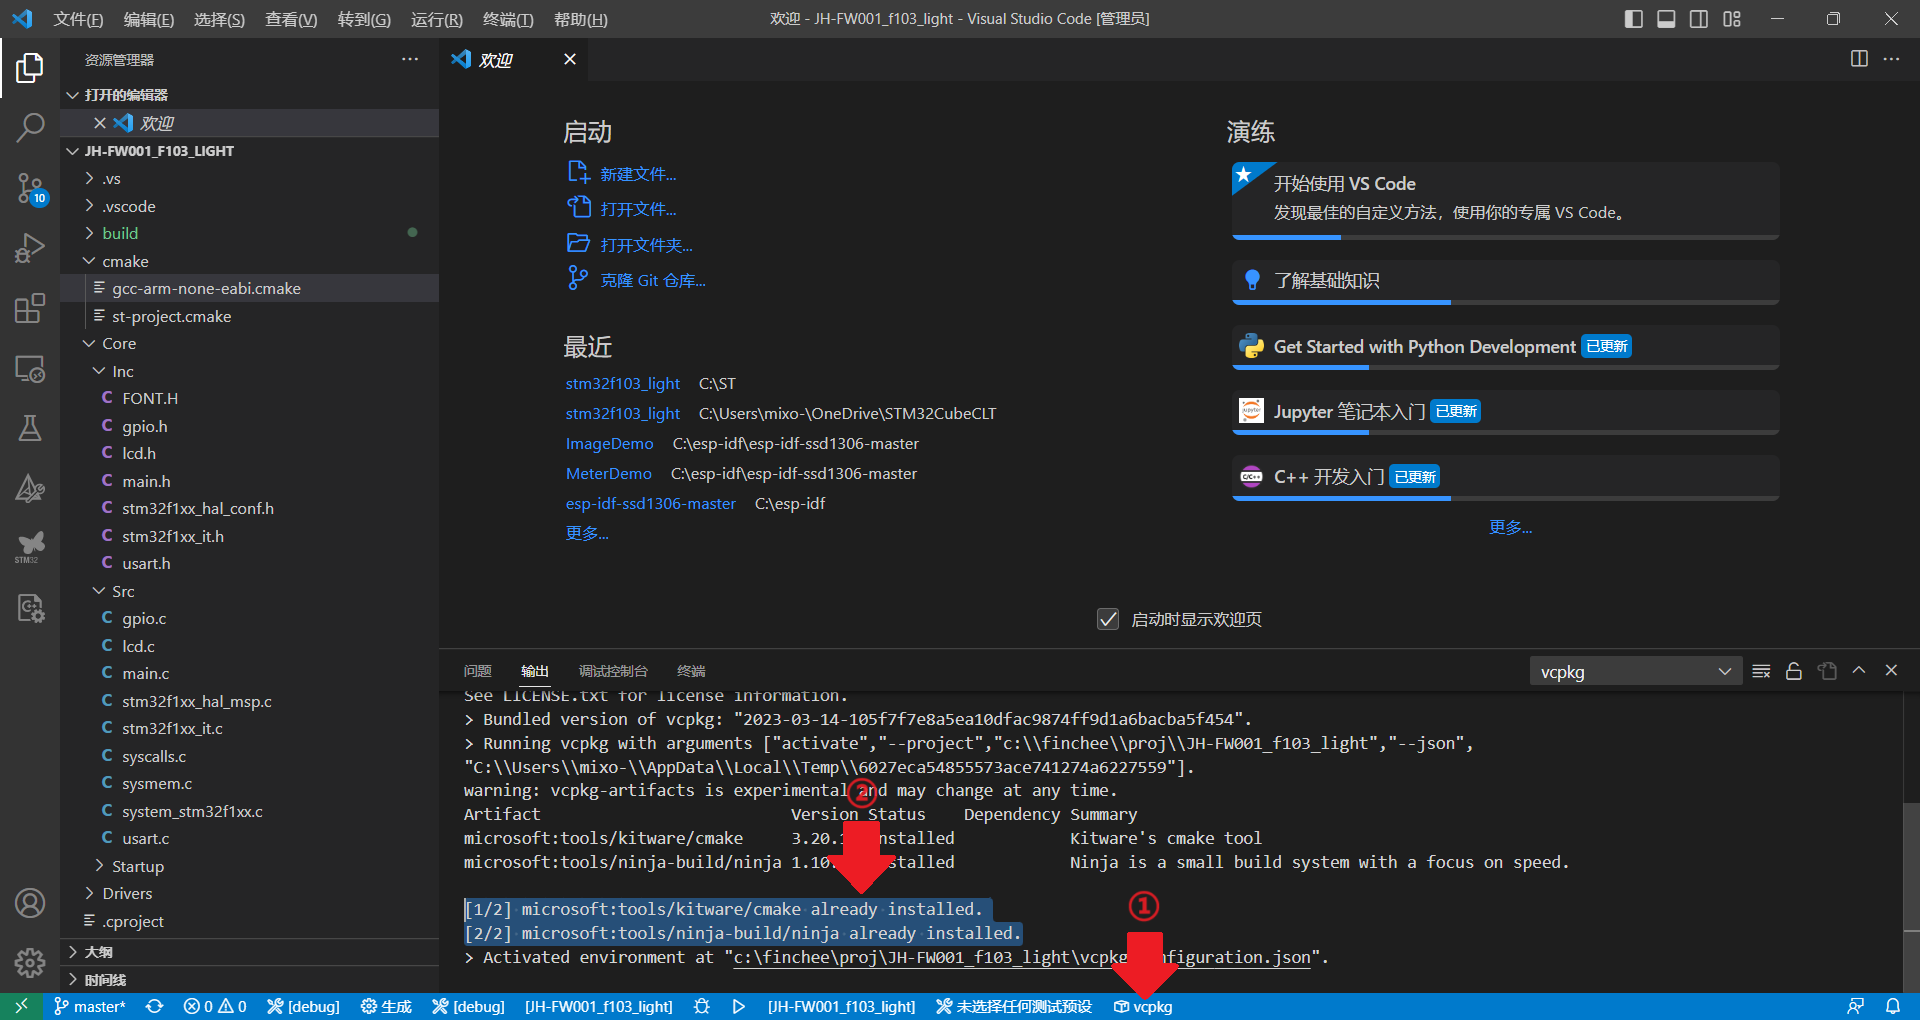 文件(F) 编辑(E) 选择(S) 查看(V) 转到(G) 运行(R) 终端(T) 帮助(H) 欢迎 - JH-FW001_f103_light - Visual Studio Code [管理员]
资源管理器
打开的编辑器
欢迎
JH-FW001_F103_LIGHT
.vs
.vscode
build
cmake
gcc-arm-none-eabi.cmake
st-project.cmake
Core
Inc
C FONT.H
C gpio.h
C lcd.h
C main.h
C stm32f1xx_hal_conf.h
C stm32f1xx_it.h
C usart.h
Src
C gpio.c
C lcd.c
C main.c
C stm32f1xx_hal_msp.c
C stm32f1xx_it.c
C syscalls.c
C sysmem.c
C system_stm32f1xx.c
C usart.c
Startup
Drivers
.cproject
大纲
时间线
10
STM32
欢迎
启动
新建文件...
打开文件...
打开文件夹...
克隆 Git 仓库...
最近
stm32f103_light C:\ST
stm32f103_light C:\Users\mixo-\OneDrive\STM32CubeCLT
ImageDemo C:\esp-idf\esp-idf-ssd1306-master
MeterDemo C:\esp-idf\esp-idf-ssd1306-master
esp-idf-ssd1306-master C:\esp-idf
更多...
演练
开始使用 VS Code
发现最佳的自定义方法，使用你的专属 VS Code。
了解基础知识
Get Started with Python Development 已更新
jupyter Jupyter 笔记本入门 已更新
C/C++ C++ 开发入门 已更新
更多...
启动时显示欢迎页
问题 输出 调试控制台 终端 vcpkg
See LICENSE.txt for license information.
> Bundled version of vcpkg: "2023-03-14-105f7f7e8a5ea10dfac9874ff9d1a6bacba5f454".
> Running vcpkg with arguments ["activate","--project","c:\\finchee\\proj\\JH-FW001_f103_light","--json",
"C:\\Users\\mixo-\\AppData\\Local\\Temp\\6027eca54855573ace741274a6227559"].
warning: vcpkg-artifacts is experimental and may change at any time.
②
Artifact Version Status Dependency Summary
microsoft:tools/kitware/cmake 3.20. installed Kitware's cmake tool
microsoft:tools/ninja-build/ninja 1.10. stalled Ninja is a small build system with a focus on speed.
[1/2] microsoft:tools/kitware/cmake already installed.
①
[2/2] microsoft:tools/ninja-build/ninja already installed.
> Activated environment at "c:\finchee\proj\JH-FW001_f103_light\vcpkg nfiguration.json".
master* 0 0 [debug] 生成 [debug] [JH-FW001_f103_light] [JH-FW001_f103_light] 未选择任何测试预设 vcpkg